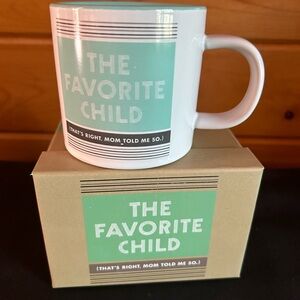 THE
FAVORITE
CHILD
(THAT'S RIGHT, MOM TOLD ME SO.)
THE
FAVORITE
CHILD
(THAT'S RIGHT, MOM TOLD ME SO.)